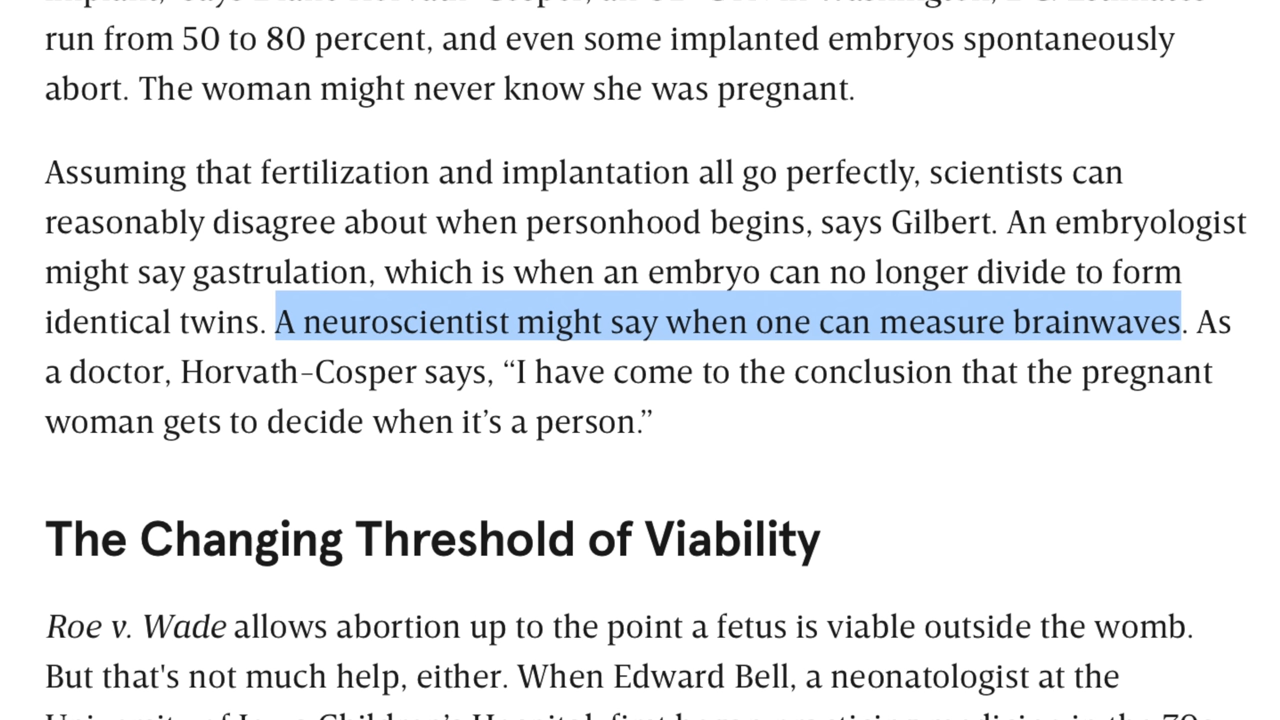 run from 50 to 80 percent, and even some implanted embryos spontaneously
abort. The woman might never know she was pregnant.
Assuming that fertilization and implantation all go perfectly, scientists can
reasonably disagree about when personhood begins, says Gilbert. An embryologist
might say gastrulation, which is when an embryo can no longer divide to form
identical twins. A neuroscientist might say when one can measure brainwaves. As
a doctor, Horvath-Cosper says, “I have come to the conclusion that the pregnant
woman gets to decide when it’s a person.”
The Changing Threshold of Viability
Roe v. Wade allows abortion up to the point a fetus is viable outside the womb.
But that's not much help, either. When Edward Bell, a neonatologist at the